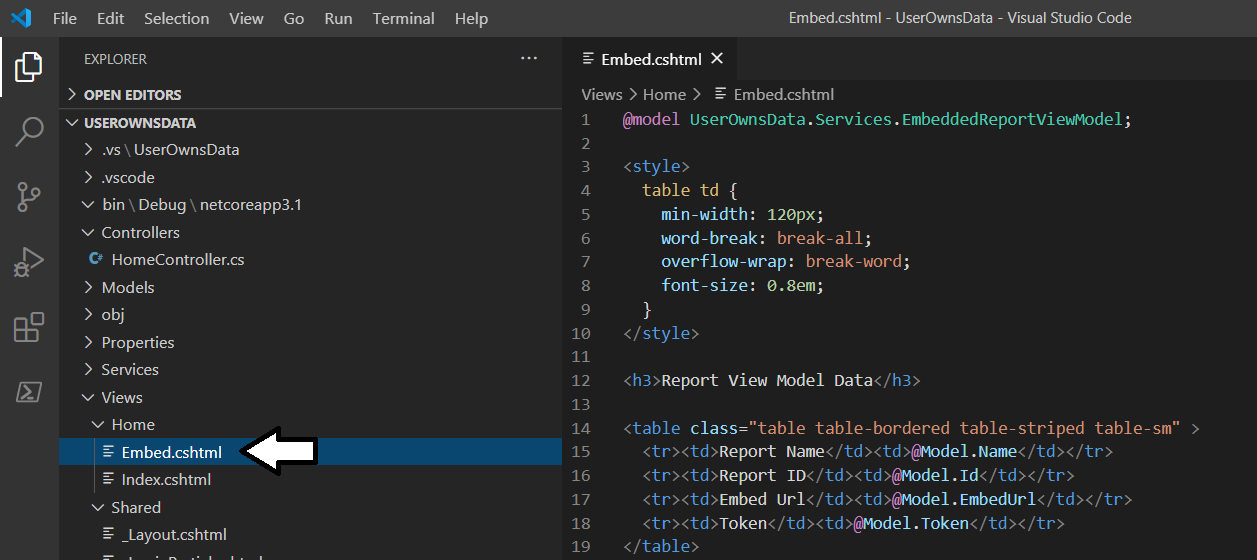 File Edit Selection View Go Run Terminal Help Embed.cshtml - UserOwnsData - Visual Studio Code
EXPLORER ···
OPEN EDITORS
USEROWNSDATA
.vs \ UserOwnsData
.vscode
bin \ Debug \ netcoreapp3.1
Controllers
C# HomeController.cs
Models
obj
Properties
Services
Views
Home
Embed.cshtml
Index.cshtml
Shared
_Layout.cshtml
Embed.cshtml ×
Views > Home > Embed.cshtml
1 @model UserOwnsData.Services.EmbeddedReportViewModel;
2
3 <style>
4 table td {
5 min-width: 120px;
6 word-break: break-all;
7 overflow-wrap: break-word;
8 font-size: 0.8em;
9 }
10 </style>
11
12 <h3>Report View Model Data</h3>
13
14 <table class="table table-bordered table-striped table-sm" >
15 <tr><td>Report Name</td><td>@Model.Name</td></tr>
16 <tr><td>Report ID</td><td>@Model.Id</td></tr>
17 <tr><td>Embed Url</td><td>@Model.EmbedUrl</td></tr>
18 <tr><td>Token</td><td>@Model.Token</td></tr>
19 </table>